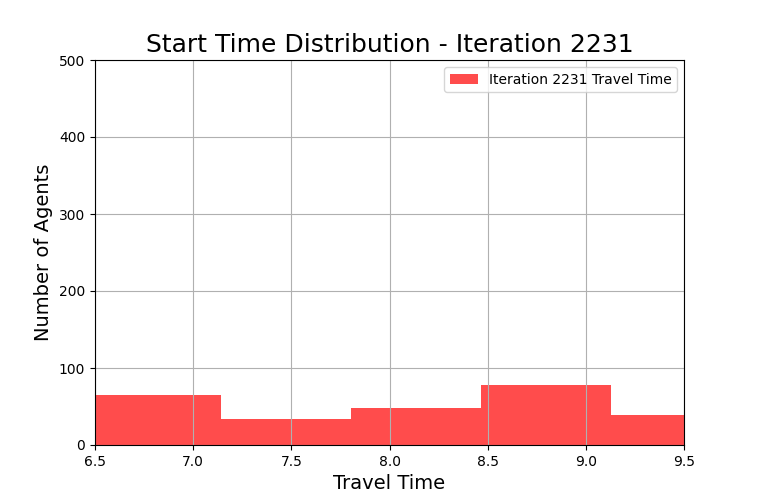 Start Time Distribution - Iteration 2231
Iteration 2231 Travel Time
Number of Agents
500
400
300
200
100
0
6.5 7.0 7.5 8.0 8.5 9.0 9.5
Travel Time